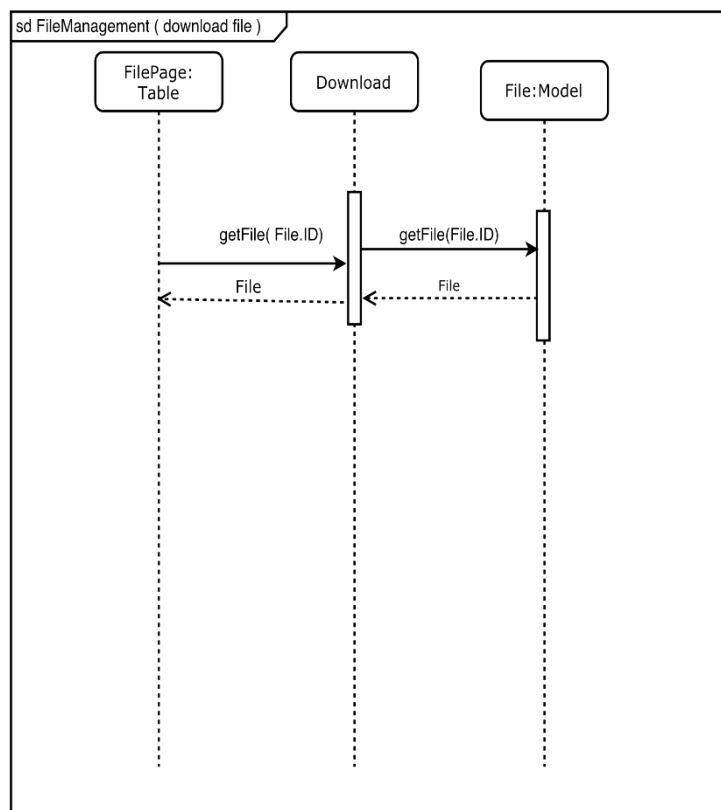 sd FileManagement ( download file )
FilePage:
Table
Download
File:Model
getFile( File.ID)
getFile(File.ID)
File
File